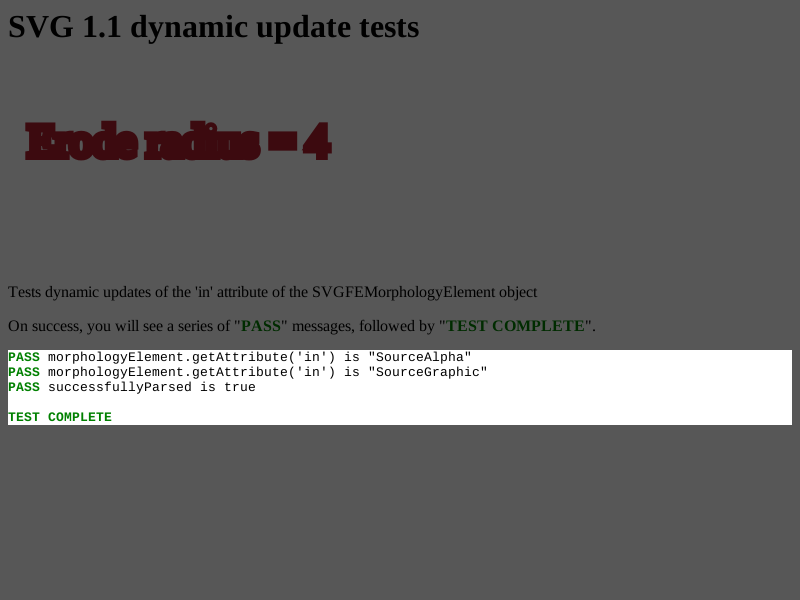 SVG 1.1 dynamic update tests
Erode radius = 4
Tests dynamic updates of the 'in' attribute of the SVGFEMorphologyElement object
On success, you will see a series of "PASS" messages, followed by "TEST COMPLETE".
PASS morphologyElement.getAttribute('in') is "SourceAlpha"
PASS morphologyElement.getAttribute('in') is "SourceGraphic"
PASS successfullyParsed is true
TEST COMPLETE